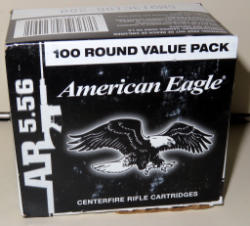 100 ROUND VALUE PACK
American Eagle®
AR 5.56
CENTERFIRE RIFLE CARTRIDGES